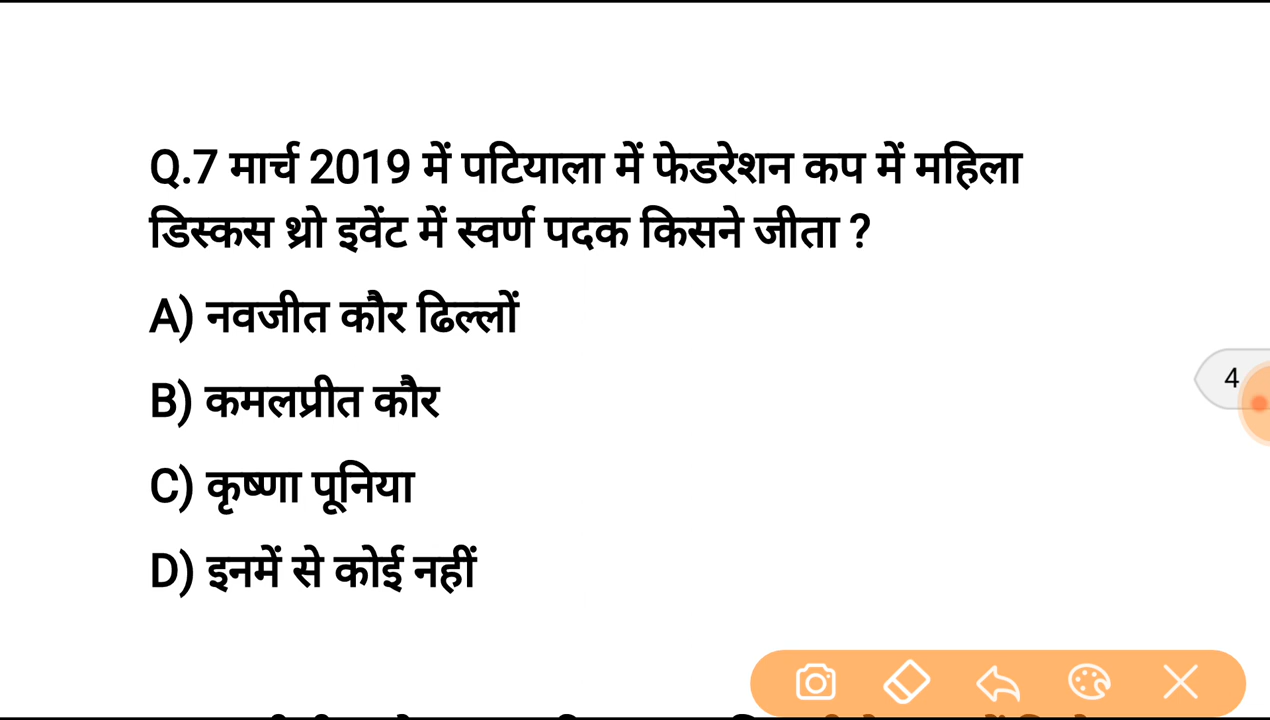 Q.7 मार्च 2019 में पटियाला में फेडरेशन कप में महिला
डिस्कस थ्रो इवेंट में स्वर्ण पदक किसने जीता ?
A) नवजीत कौर ढिल्लों
B) कमलप्रीत कौर
4
C) कृष्णा पूनिया
D) इनमें से कोई नहीं